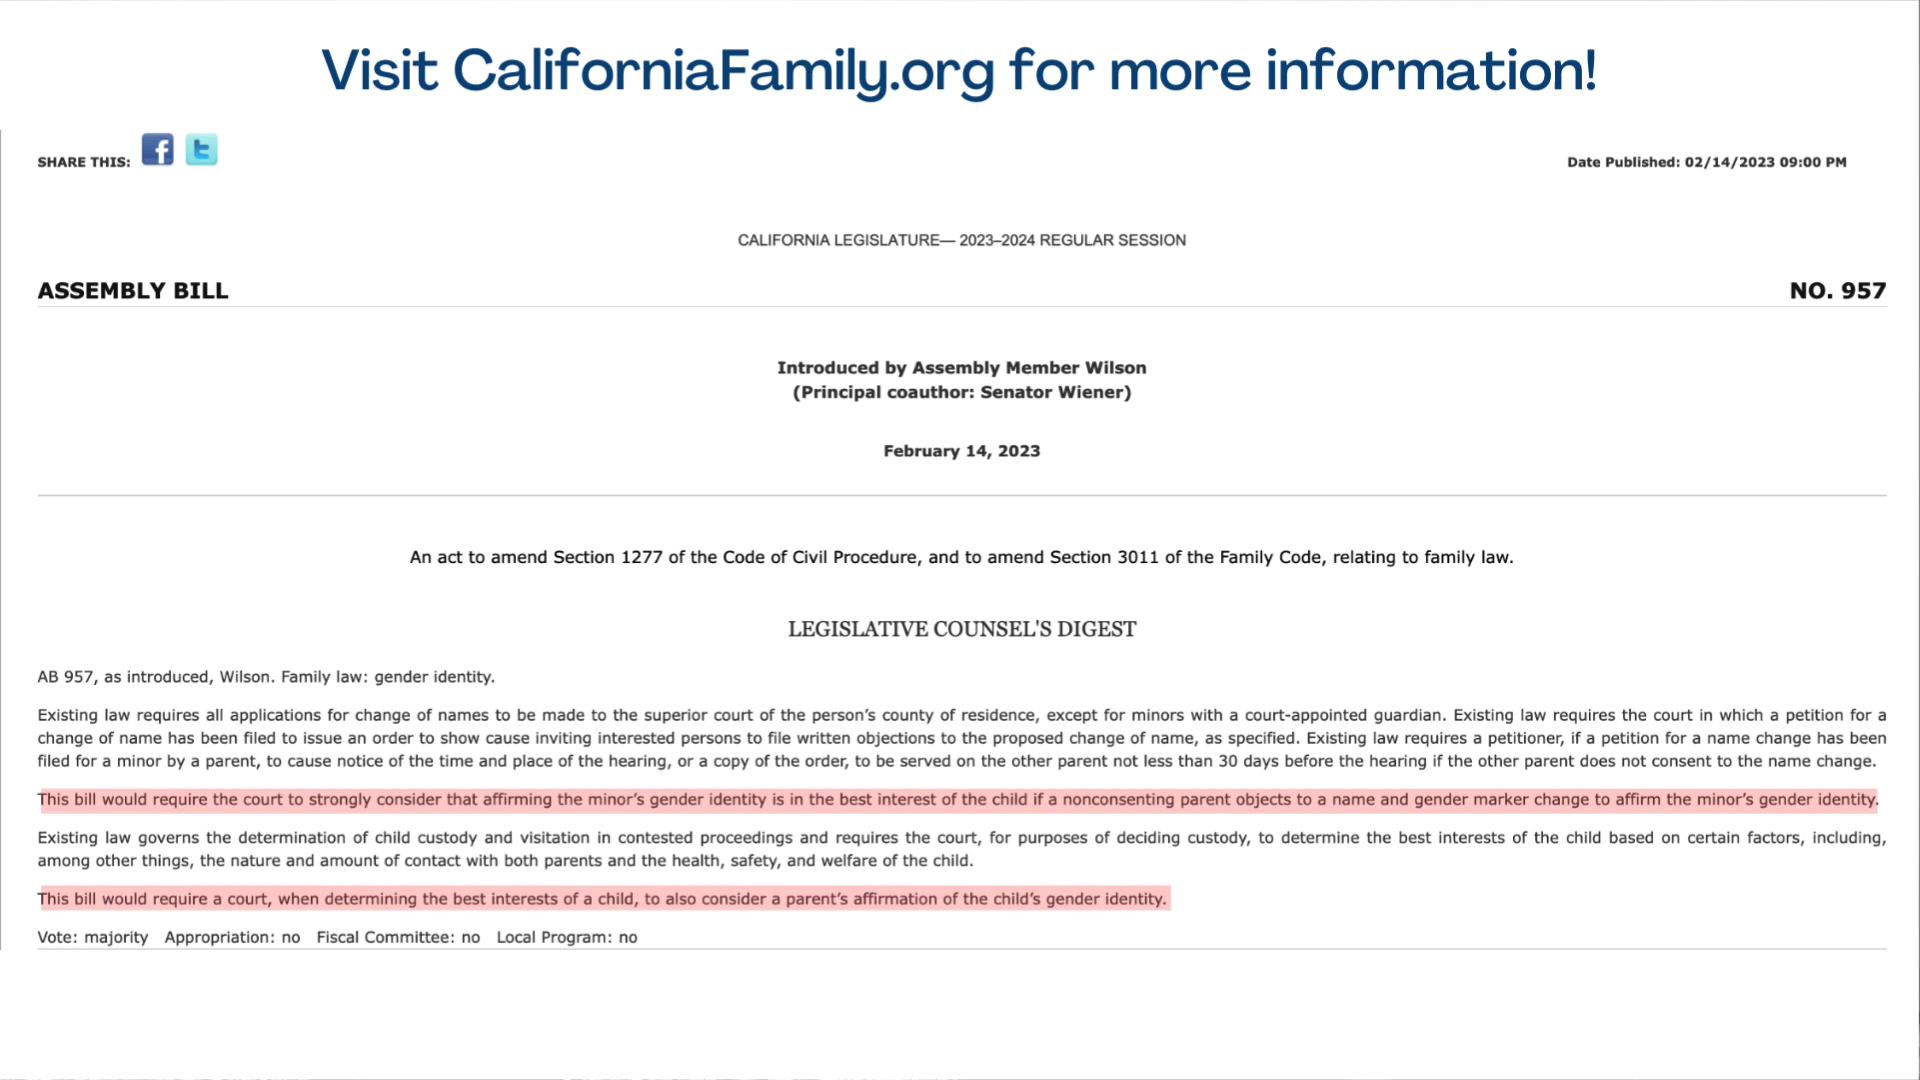 Visit CaliforniaFamily.org for more information!
SHARE THIS:
Date Published: 02/14/2023 09:00 PM
CALIFORNIA LEGISLATURE— 2023–2024 REGULAR SESSION
ASSEMBLY BILL
NO. 957
Introduced by Assembly Member Wilson
(Principal coauthor: Senator Wiener)
February 14, 2023
An act to amend Section 1277 of the Code of Civil Procedure, and to amend Section 3011 of the Family Code, relating to family law.
LEGISLATIVE COUNSEL'S DIGEST
AB 957, as introduced, Wilson. Family law: gender identity.
Existing law requires all applications for change of names to be made to the superior court of the person’s county of residence, except for minors with a court-appointed guardian. Existing law requires the court in which a petition for a
change of name has been filed to issue an order to show cause inviting interested persons to file written objections to the proposed change of name, as specified. Existing law requires a petitioner, if a petition for a name change has been
filed for a minor by a parent, to cause notice of the time and place of the hearing, or a copy of the order, to be served on the other parent not less than 30 days before the hearing if the other parent does not consent to the name change.
This bill would require the court to strongly consider that affirming the minor’s gender identity is in the best interest of the child if a nonconsenting parent objects to a name and gender marker change to affirm the minor’s gender identity.
Existing law governs the determination of child custody and visitation in contested proceedings and requires the court, for purposes of deciding custody, to determine the best interests of the child based on certain factors, including,
among other things, the nature and amount of contact with both parents and the health, safety, and welfare of the child.
This bill would require a court, when determining the best interests of a child, to also consider a parent’s affirmation of the child’s gender identity.
Vote: majority Appropriation: no Fiscal Committee: no Local Program: no